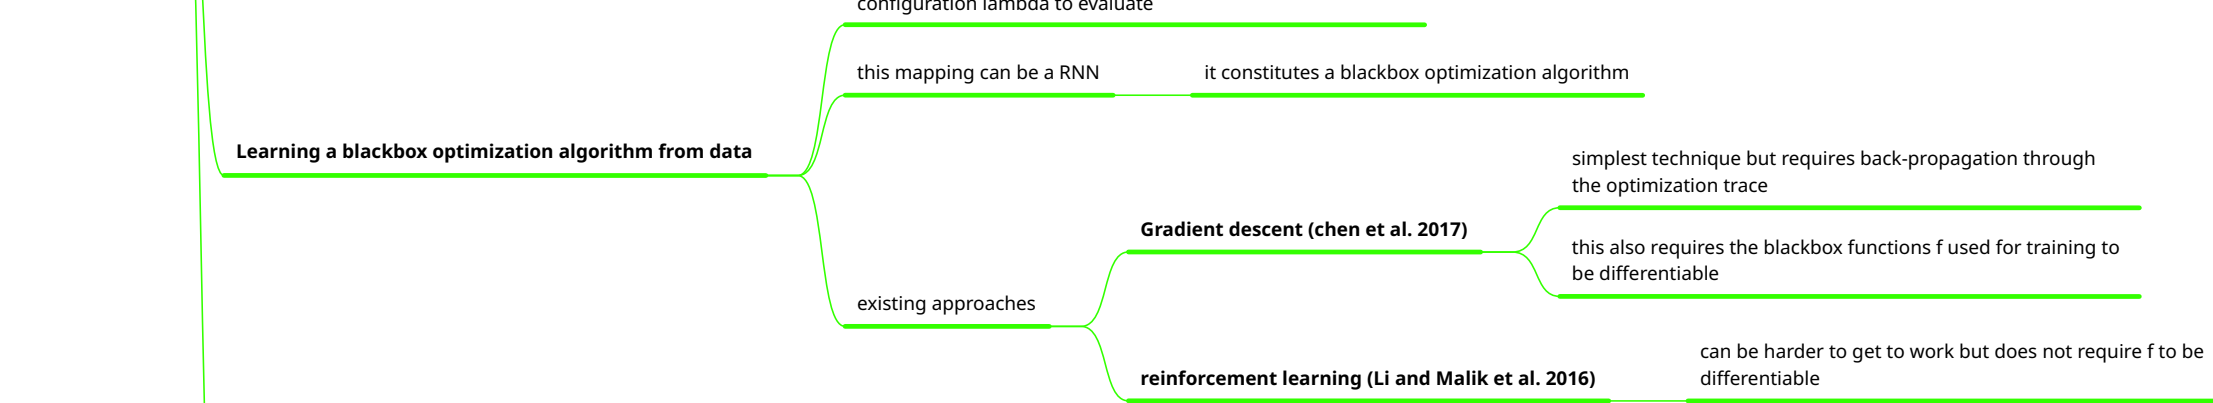 configuration lambda to evaluate
this mapping can be a RNN
it constitutes a blackbox optimization algorithm
Learning a blackbox optimization algorithm from data
simplest technique but requires back-propagation through
the optimization trace
Gradient descent (chen et al. 2017)
this also requires the blackbox functions f used for training to
be differentiable
existing approaches
reinforcement learning (Li and Malik et al. 2016)
can be harder to get to work but does not require f to be
differentiable